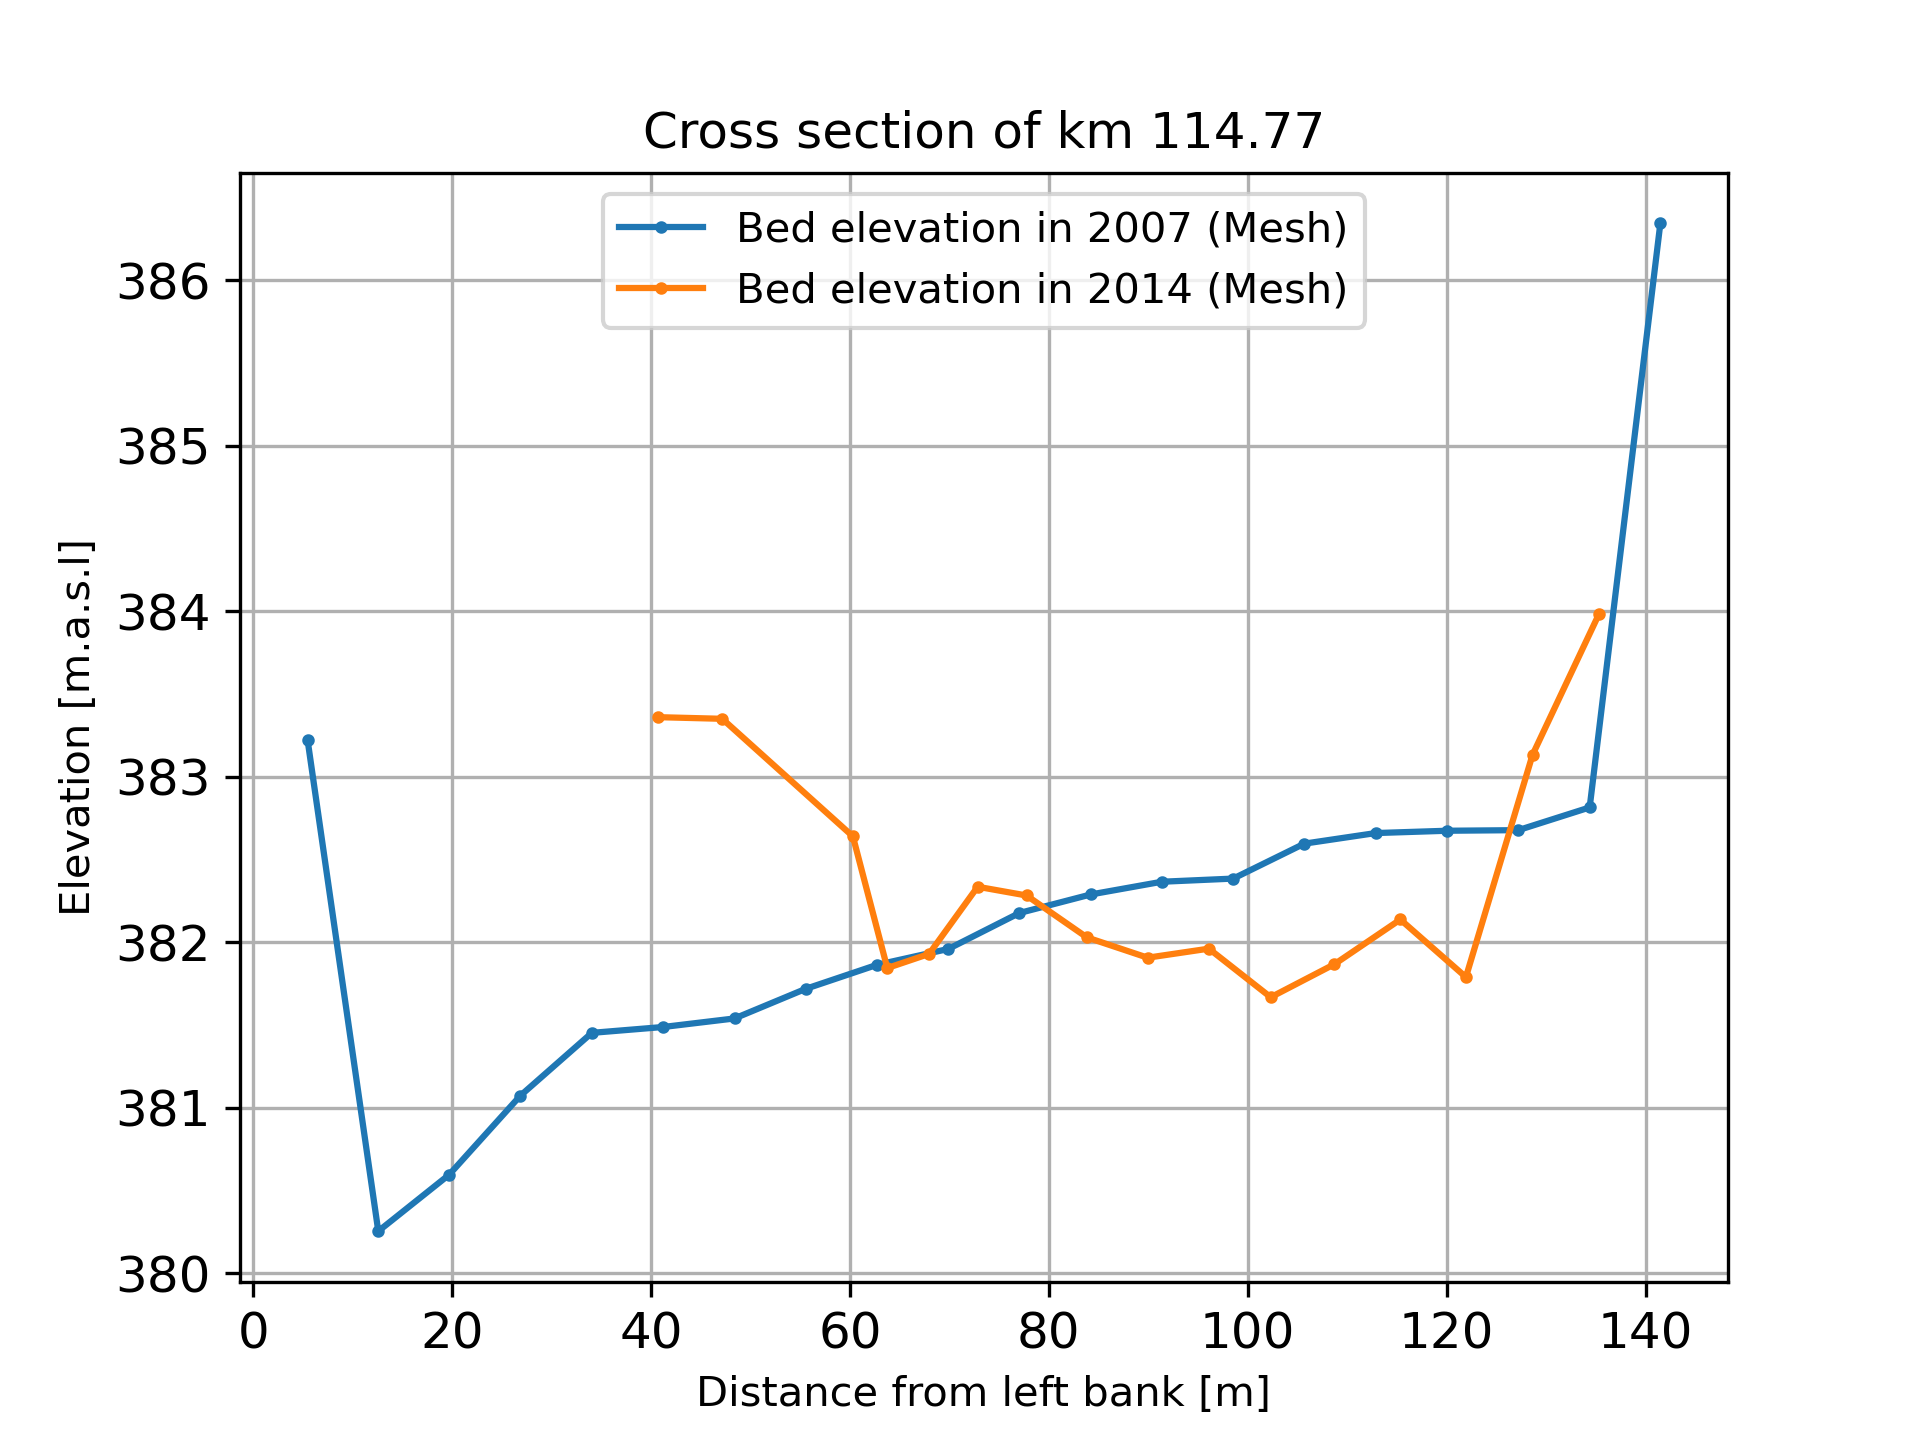 Cross section of km 114.77
Bed elevation in 2007 (Mesh)
Bed elevation in 2014 (Mesh)
Elevation [m.a.s.l]
386
385
384
383
382
381
380
0 20 40 60 80 100 120 140
Distance from left bank [m]